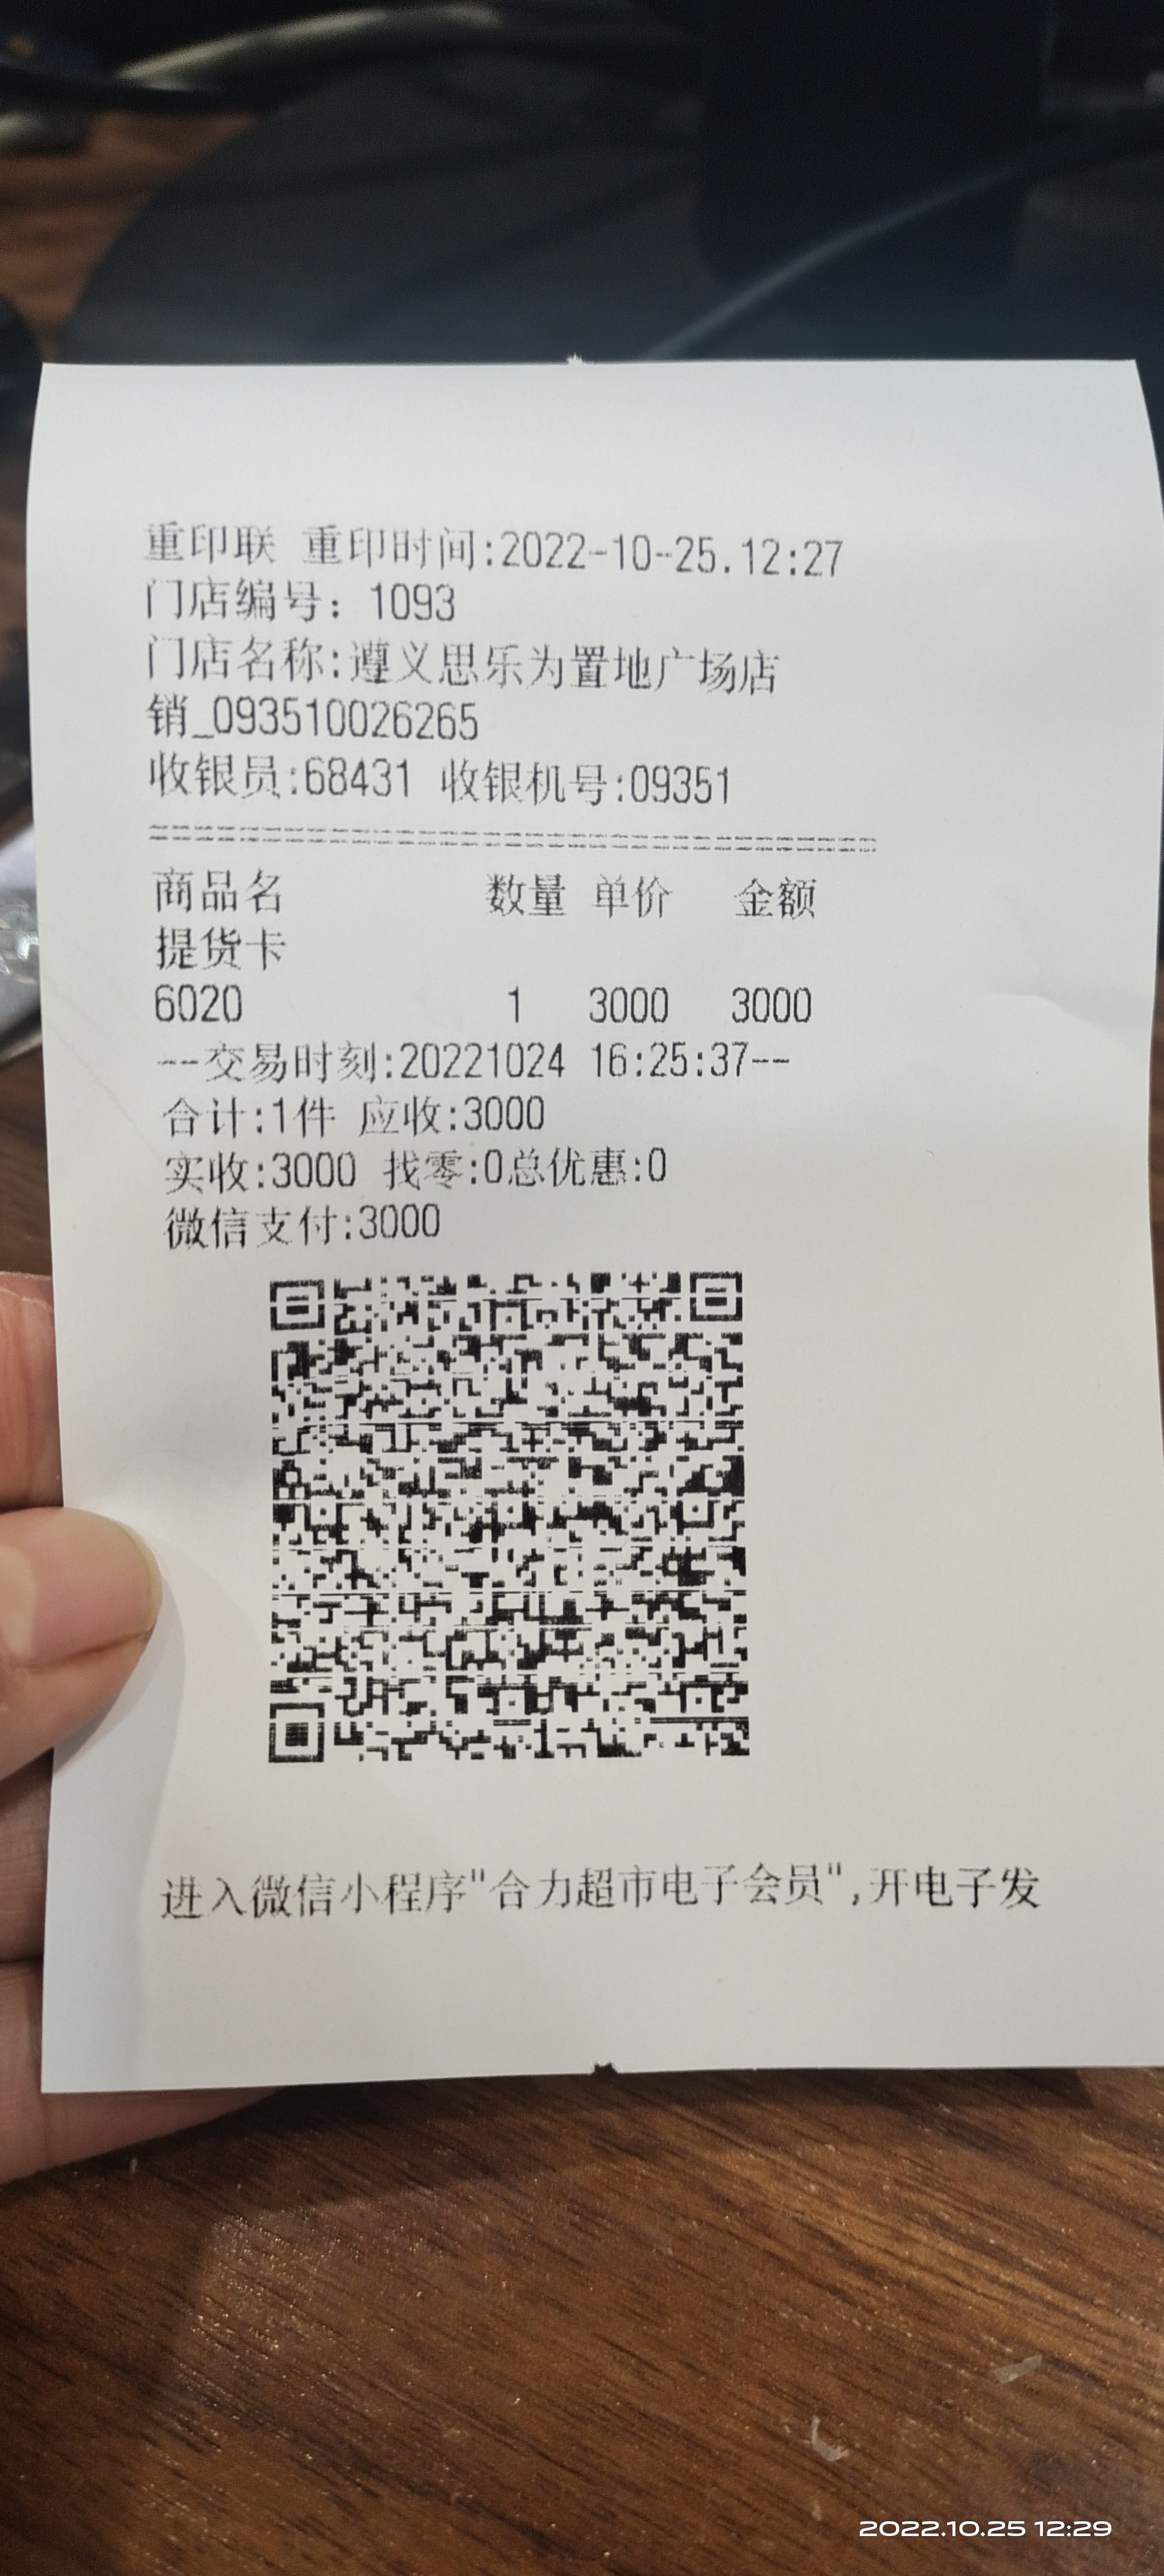 重印联 重印时间:2022-10-25.12:27
门店编号: 1093
门店名称:遵义思乐为置地广场店
销_093510026265
收银员:68431 收银机号:09351
商品名 数量 单价 金额
提货卡
6020 1 3000 3000
--交易时刻:20221024 16:25:37--
合计:1件 应收:3000
实收:3000 找零:0总优惠:0
微信支付:3000
进入微信小程序"合力超市电子会员",开电子发
2022.10.25 12:29